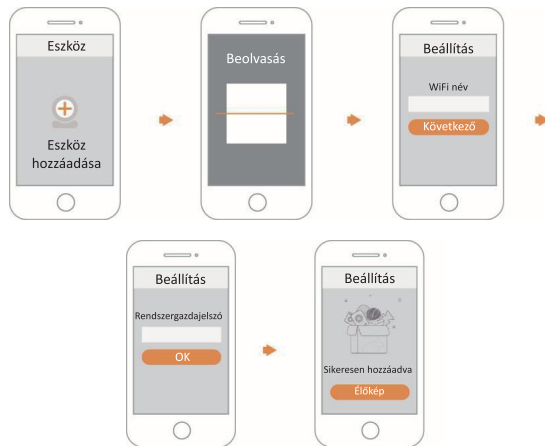 Eszköz
Eszköz
hozzáadása
Beolvasás
Beállítás
WiFi név
Következő
Beállítás
Rendszergazdajelszó
OK
Beállítás
Sikeresen hozzáadva
Élőkép